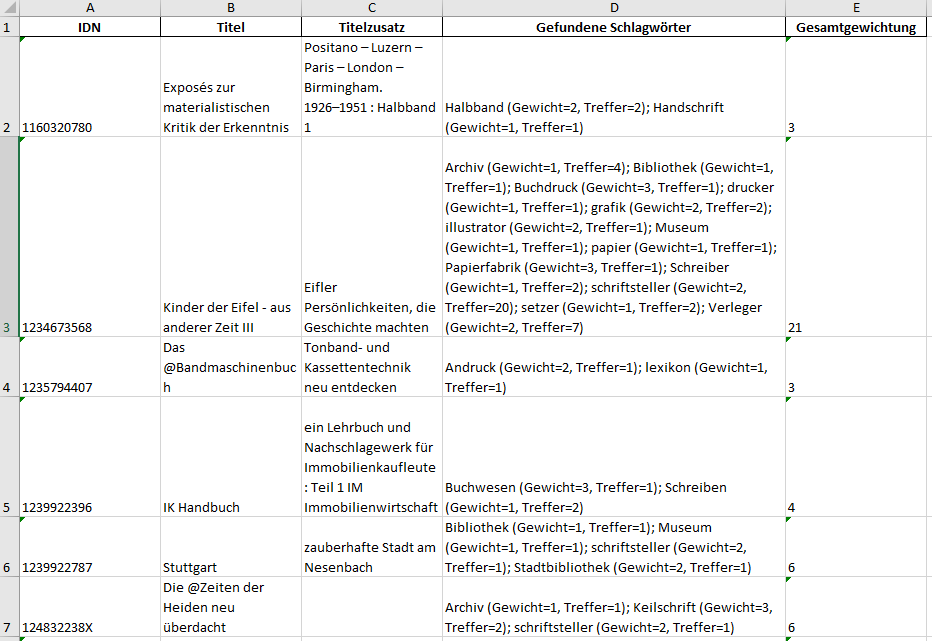 A B C D E
1 IDN Titel Titelzusatz Gefundene Schlagwörter Gesamtgewichtung
Positano – Luzern –
Paris – London –
Exposés zur Birmingham.
materialistischen 1926–1951 : Halbband Halbband (Gewicht=2, Treffer=2); Handschrift
2 1160320780 Kritik der Erkenntnis 1 (Gewicht=1, Treffer=1) 3
Archiv (Gewicht=1, Treffer=4); Bibliothek (Gewicht=1,
Treffer=1); Buchdruck (Gewicht=3, Treffer=1); drucker
(Gewicht=1, Treffer=1); grafik (Gewicht=2, Treffer=2);
illustrator (Gewicht=2, Treffer=1); Museum
(Gewicht=1, Treffer=1); papier (Gewicht=1, Treffer=1);
Papierfabrik (Gewicht=3, Treffer=1); Schreiber
Eifler (Gewicht=1, Treffer=2); schriftsteller (Gewicht=2,
Kinder der Eifel - aus Persönlichkeiten, die Treffer=20); setzer (Gewicht=1, Treffer=2); Verleger
3 1234673568 anderer Zeit III Geschichte machten (Gewicht=2, Treffer=7) 21
Das Tonband- und
@Bandmaschinenbuc Kassettentechnik Andruck (Gewicht=2, Treffer=1); lexikon (Gewicht=1,
4 1235794407 h neu entdecken Treffer=1) 3
ein Lehrbuch und
Nachschlagewerk für
Immobilienkaufleute
: Teil 1 IM Buchwesen (Gewicht=3, Treffer=1); Schreiben
5 1239922396 IK Handbuch Immobilienwirtschaft (Gewicht=1, Treffer=2) 4
Bibliothek (Gewicht=1, Treffer=1); Museum
zauberhafte Stadt am (Gewicht=1, Treffer=1); schriftsteller (Gewicht=2,
6 1239922787 Stuttgart Nesenbach Treffer=1); Stadtbibliothek (Gewicht=2, Treffer=1) 6
Die @Zeiten der
Heiden neu Archiv (Gewicht=1, Treffer=1); Keilschrift (Gewicht=3,
7 124832238X überdacht Treffer=2); schriftsteller (Gewicht=2, Treffer=1) 6